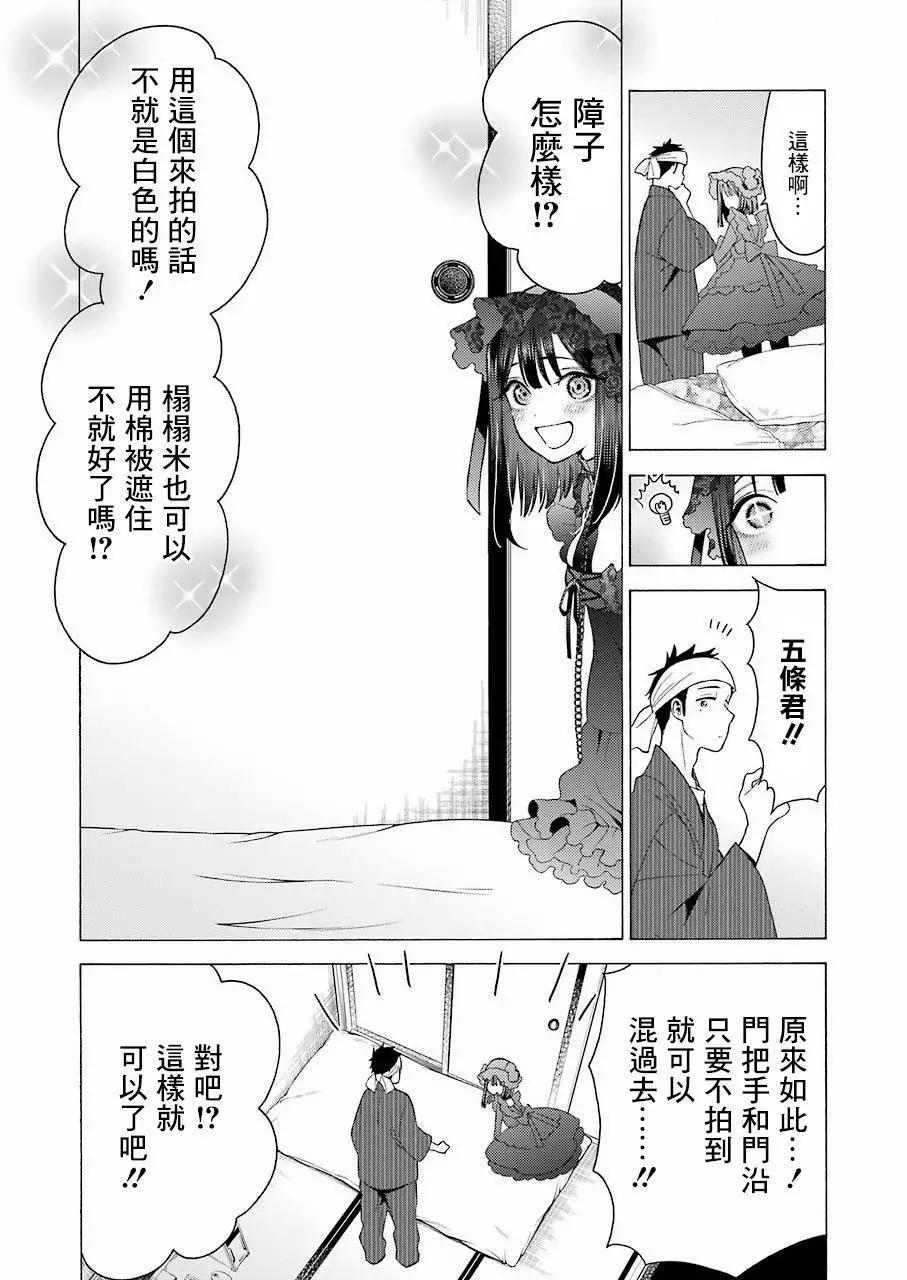 這樣啊…
五條君!!
障子
怎麼樣!?
用這個來拍的話
不就是白色的嗎!
榻榻米也可以
用棉被遮住
不就好了嗎!?
原來如此…!
門把手和門沿
只要不拍到
就可以
混過去……!!
對吧!?
這樣就
可以了吧!!